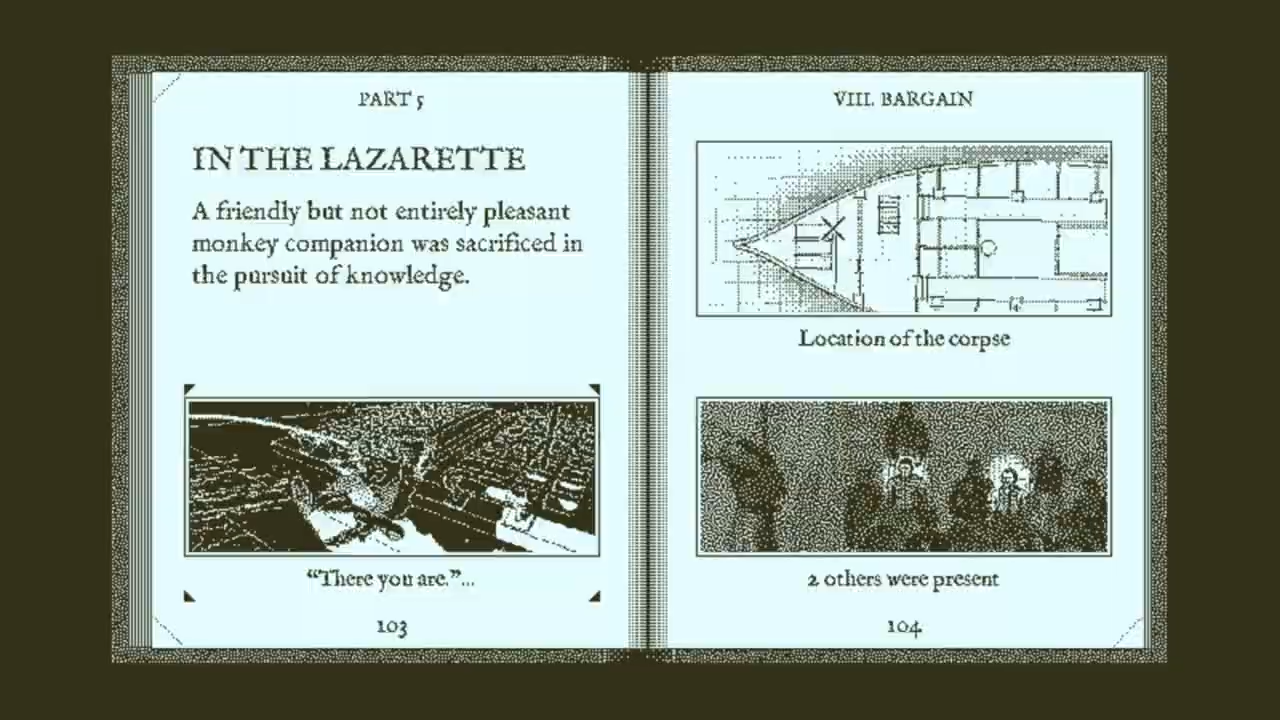 PART 5
IN THE LAZARETTE
A friendly but not entirely pleasant
monkey companion was sacrificed in
the pursuit of knowledge.
“There you are.”...
103
VIII. BARGAIN
Location of the corpse
2 others were present
104